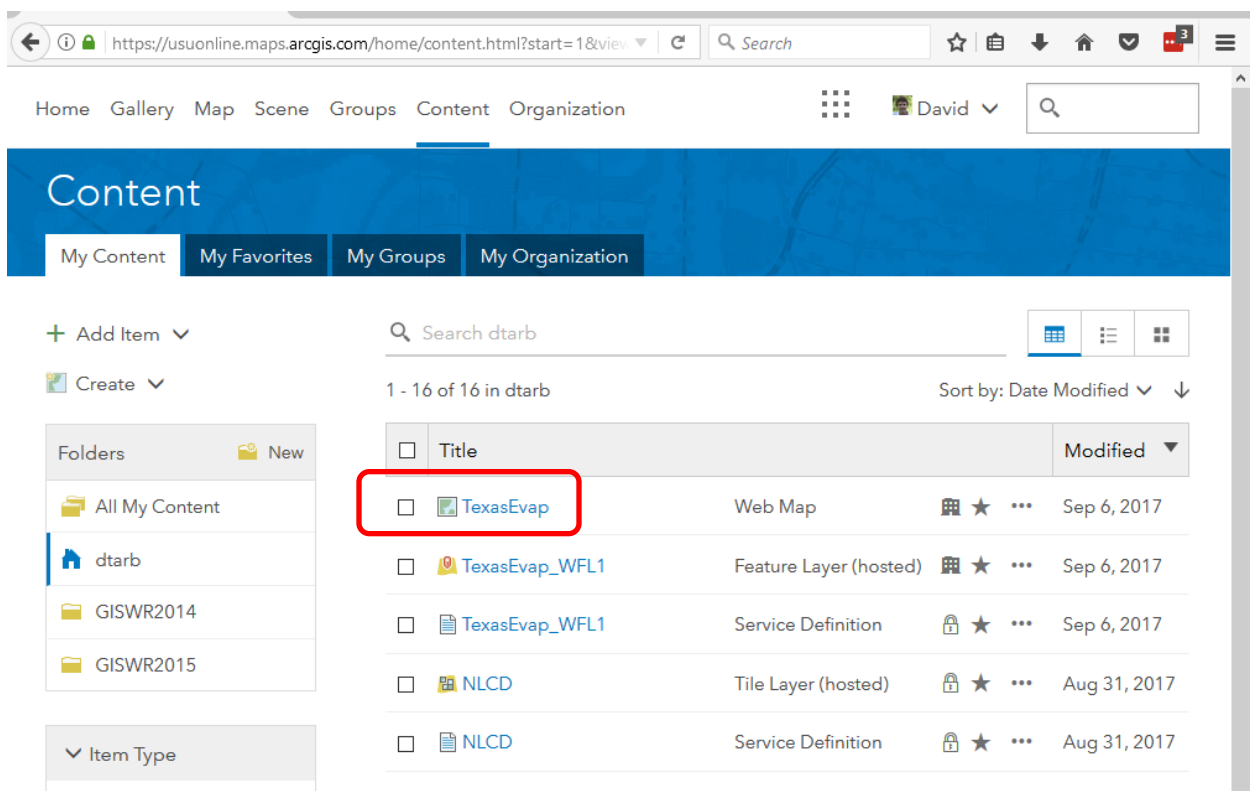 https://usuonline.maps.arcgis.com/home/content.html?start=1&view
Search
3
Home Gallery Map Scene Groups Content Organization
David
Content
My Content My Favorites My Groups My Organization
+ Add Item
Search dtarb
Create
1 - 16 of 16 in dtarb
Sort by: Date Modified
Folders New
Title Modified
All My Content
TexasEvap Web Map Sep 6, 2017
dtarb
TexasEvap_WFL1 Feature Layer (hosted) Sep 6, 2017
GISWR2014
TexasEvap_WFL1 Service Definition Sep 6, 2017
GISWR2015
NLCD Tile Layer (hosted) Aug 31, 2017
NLCD Service Definition Aug 31, 2017
Item Type